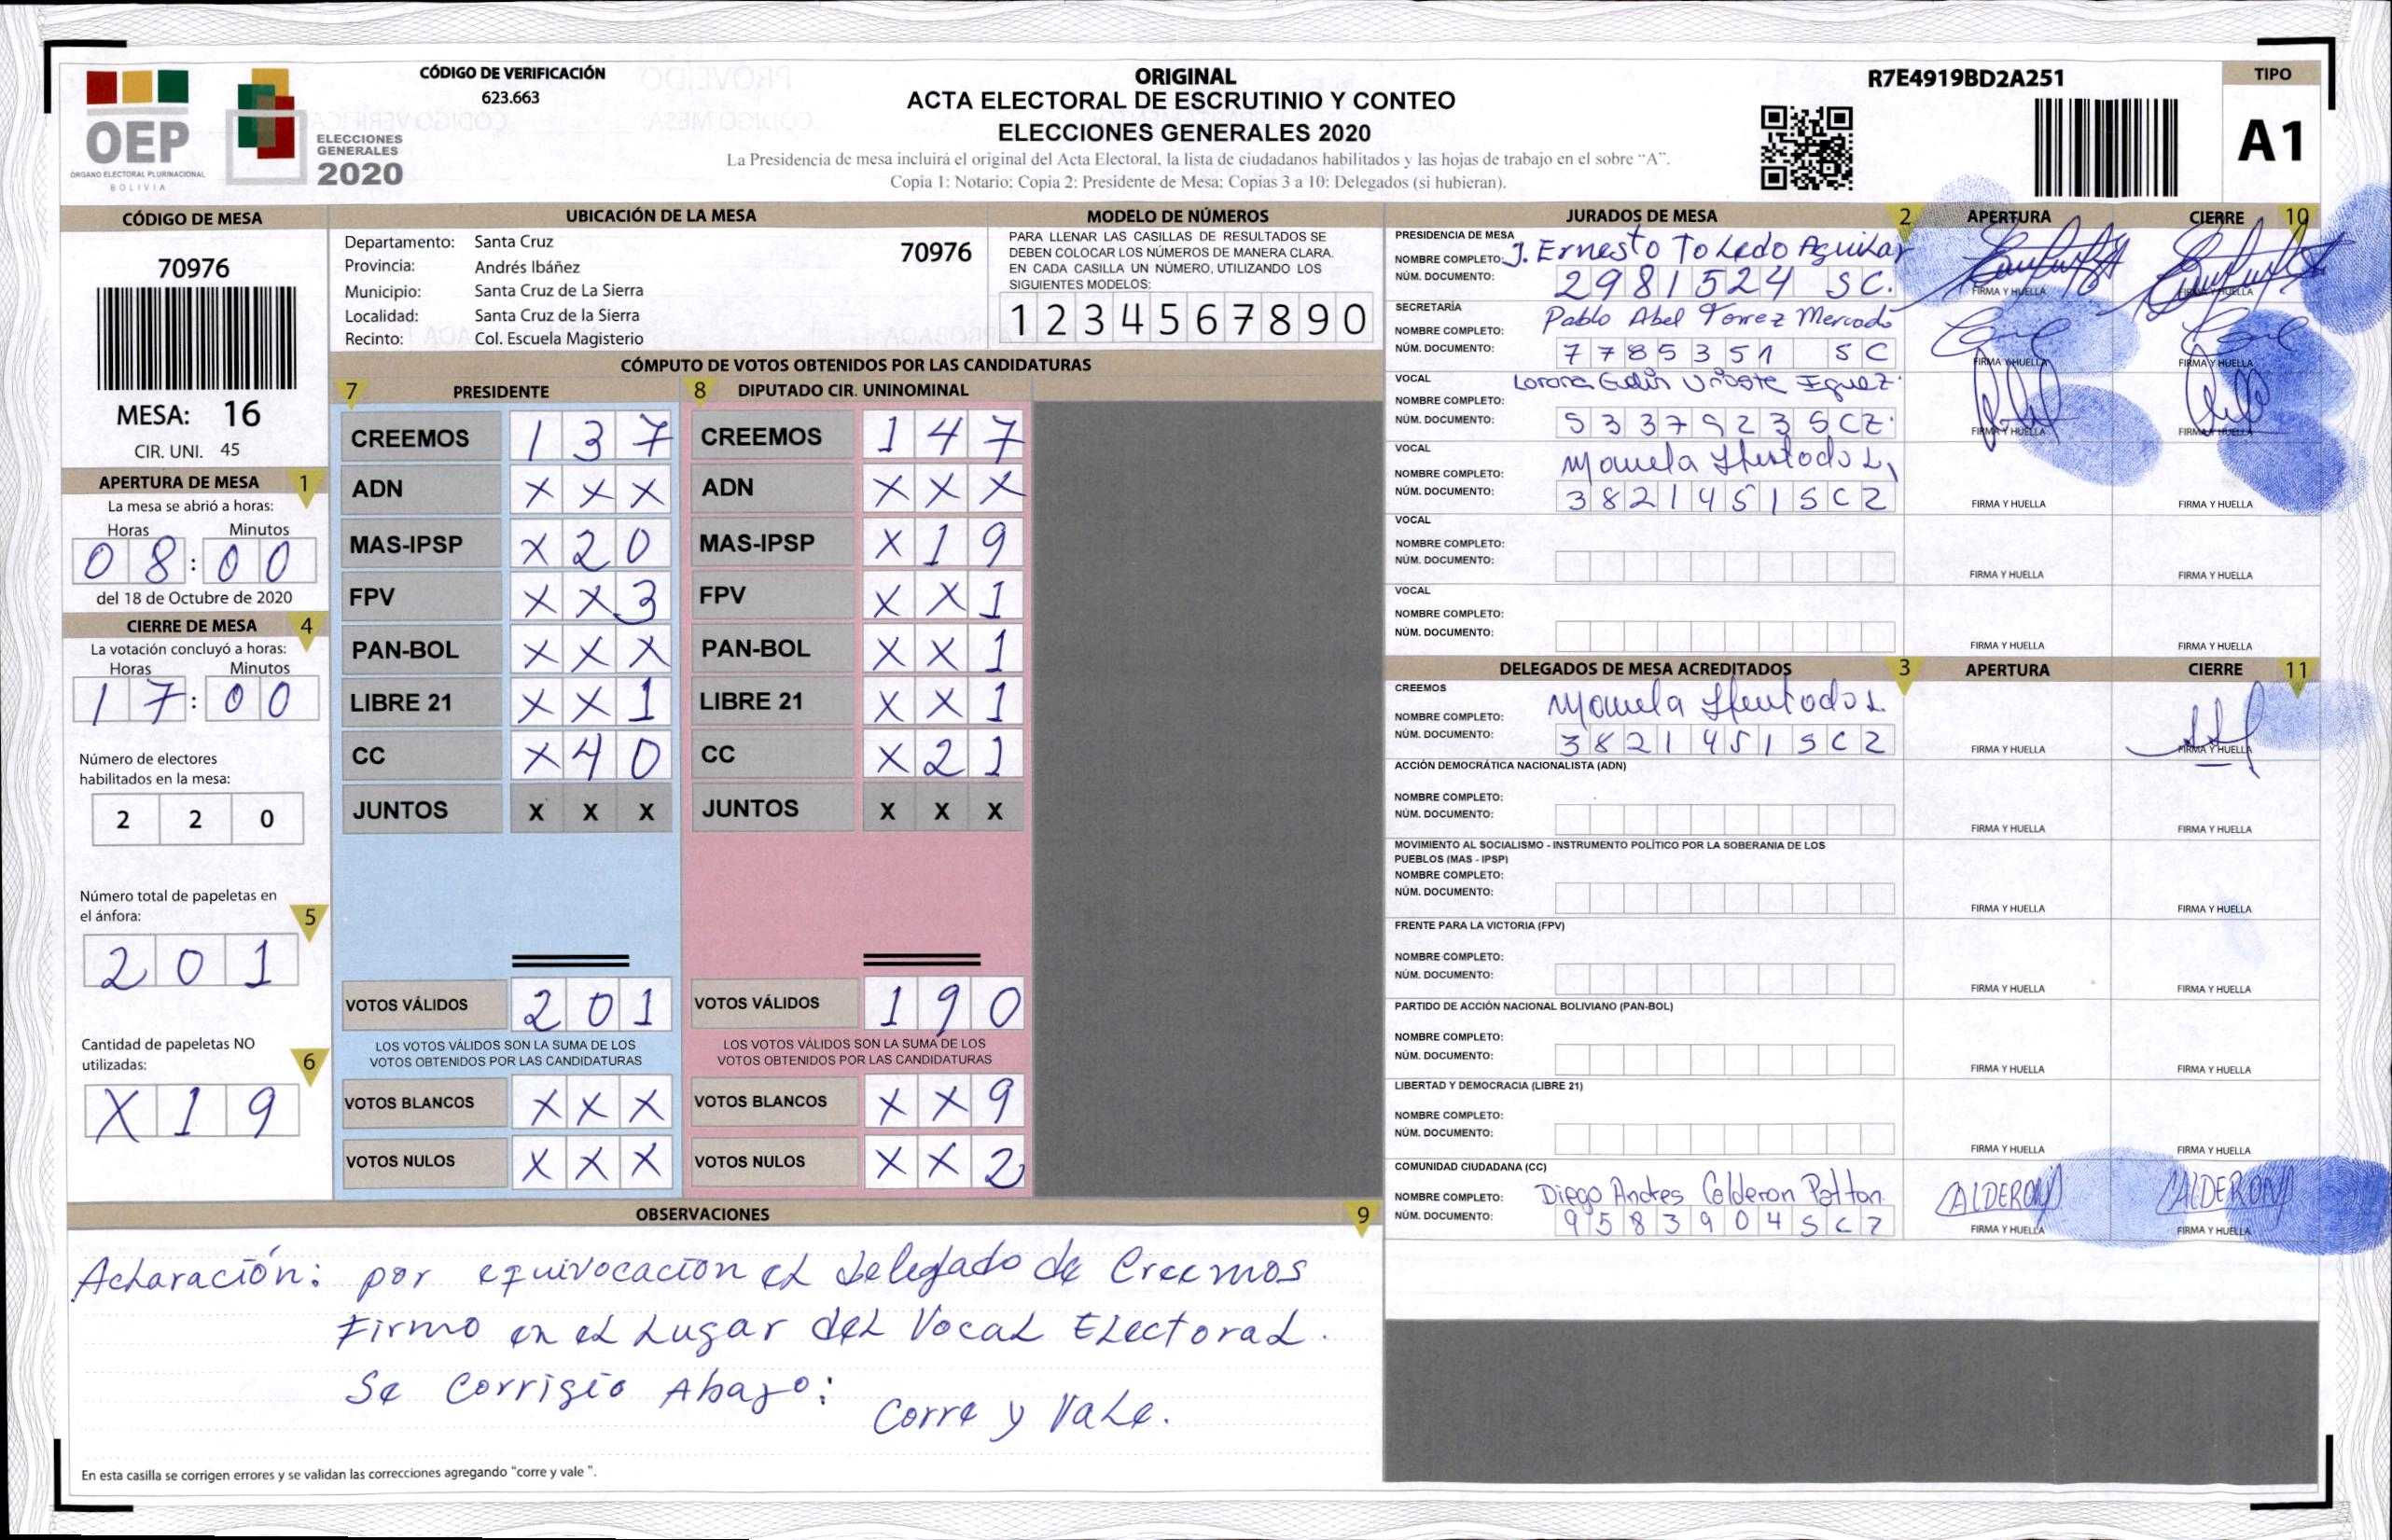 OEP
ÓRGANO ELECTORAL PLURINACIONAL
BOLIVIA
ELECCIONES
GENERALES
2020
CÓDIGO DE VERIFICACIÓN
623.663
ORIGINAL
ACTA ELECTORAL DE ESCRUTINIO Y CONTEO
ELECCIONES GENERALES 2020
La Presidencia de mesa incluirá el original del Acta Electoral, la lista de ciudadanos habilitados y las hojas de trabajo en el sobre "A".
Copia 1: Notario; Copia 2: Presidente de Mesa; Copias 3 a 10: Delegados (si hubieran).
R7E4919BD2A251
TIPO
A1
CÓDIGO DE MESA
70976
MESA: 16
CIR. UNI. 45
APERTURA DE MESA 1
La mesa se abrió a horas:
Horas Minutos
08:00
del 18 de Octubre de 2020
CIERRE DE MESA 4
La votación concluyó a horas:
Horas Minutos
17:00
Número de electores
habilitados en la mesa:
2 2 0
Número total de papeletas en
el ánfora: 5
2 0 1
Cantidad de papeletas NO
utilizadas: 6
X 1 9
UBICACIÓN DE LA MESA
Departamento: Santa Cruz 70976
Provincia: Andrés Ibáñez
Municipio: Santa Cruz de La Sierra
Localidad: Santa Cruz de la Sierra
Recinto: Col. Escuela Magisterio
MODELO DE NÚMEROS
PARA LLENAR LAS CASILLAS DE RESULTADOS SE
DEBEN COLOCAR LOS NÚMEROS DE MANERA CLARA.
EN CADA CASILLA UN NÚMERO, UTILIZANDO LOS
SIGUIENTES MODELOS:
1 2 3 4 5 6 7 8 9 0
CÓMPUTO DE VOTOS OBTENIDOS POR LAS CANDIDATURAS
7 PRESIDENTE
CREEMOS 1 3 7
ADN X X X
MAS-IPSP X 2 0
FPV X X 3
PAN-BOL X X X
LIBRE 21 X X 1
CC X 4 0
JUNTOS X X X
VOTOS VÁLIDOS 2 0 1
LOS VOTOS VÁLIDOS SON LA SUMA DE LOS
VOTOS OBTENIDOS POR LAS CANDIDATURAS
VOTOS BLANCOS X X X
VOTOS NULOS X X X
8 DIPUTADO CIR. UNINOMINAL
CREEMOS 1 4 7
ADN X X X
MAS-IPSP X 1 9
FPV X X 1
PAN-BOL X X 1
LIBRE 21 X X 1
CC X 2 1
JUNTOS X X X
VOTOS VÁLIDOS 1 9 0
LOS VOTOS VÁLIDOS SON LA SUMA DE LOS
VOTOS OBTENIDOS POR LAS CANDIDATURAS
VOTOS BLANCOS X X 9
VOTOS NULOS X X 2
JURADOS DE MESA 2 APERTURA CIERRE 10
PRESIDENCIA DE MESA
NOMBRE COMPLETO: J. Ernesto Toledo Aguilar
NÚM. DOCUMENTO: 2981524 SC.
FIRMA Y HUELLA FIRMA Y HUELLA
SECRETARÍA
NOMBRE COMPLETO: Pablo Abel Torrez Mercado
NÚM. DOCUMENTO: 7785351 SC
FIRMA Y HUELLA FIRMA Y HUELLA
VOCAL
NOMBRE COMPLETO: Lorona
NÚM. DOCUMENTO: 5337923SCZ
FIRMA Y HUELLA FIRMA Y HUELLA
VOCAL
NOMBRE COMPLETO: Mauela Hurtado L,
NÚM. DOCUMENTO: 3821451SCZ
FIRMA Y HUELLA FIRMA Y HUELLA
VOCAL
NOMBRE COMPLETO:
NÚM. DOCUMENTO:
FIRMA Y HUELLA FIRMA Y HUELLA
VOCAL
NOMBRE COMPLETO:
NÚM. DOCUMENTO:
FIRMA Y HUELLA FIRMA Y HUELLA
DELEGADOS DE MESA ACREDITADOS 3 APERTURA CIERRE 11
CREEMOS
NOMBRE COMPLETO: Mauela Hurtado L.
NÚM. DOCUMENTO: 3821451SCZ
FIRMA Y HUELLA FIRMA Y HUELLA
ACCIÓN DEMOCRÁTICA NACIONALISTA (ADN)
NOMBRE COMPLETO:
NÚM. DOCUMENTO:
FIRMA Y HUELLA FIRMA Y HUELLA
MOVIMIENTO AL SOCIALISMO - INSTRUMENTO POLÍTICO POR LA SOBERANIA DE LOS
PUEBLOS (MAS - IPSP)
NOMBRE COMPLETO:
NÚM. DOCUMENTO:
FIRMA Y HUELLA FIRMA Y HUELLA
FRENTE PARA LA VICTORIA (FPV)
NOMBRE COMPLETO:
NÚM. DOCUMENTO:
FIRMA Y HUELLA FIRMA Y HUELLA
PARTIDO DE ACCIÓN NACIONAL BOLIVIANO (PAN-BOL)
NOMBRE COMPLETO:
NÚM. DOCUMENTO:
FIRMA Y HUELLA FIRMA Y HUELLA
LIBERTAD Y DEMOCRACIA (LIBRE 21)
NOMBRE COMPLETO:
NÚM. DOCUMENTO:
FIRMA Y HUELLA FIRMA Y HUELLA
COMUNIDAD CIUDADANA (CC)
NOMBRE COMPLETO: Diego Andres Calderon Patton
NÚM. DOCUMENTO: 9583904SCZ
CALDERON CALDERON
FIRMA Y HUELLA FIRMA Y HUELLA
OBSERVACIONES 9
Aclaración: por equivocacion el delegado de Creemos
Firmo en el Lugar del Vocal Electoral.
Se Corrigio Abajo:
Corre y Vale.
En esta casilla se corrigen errores y se validan las correcciones agregando "corre y vale ".